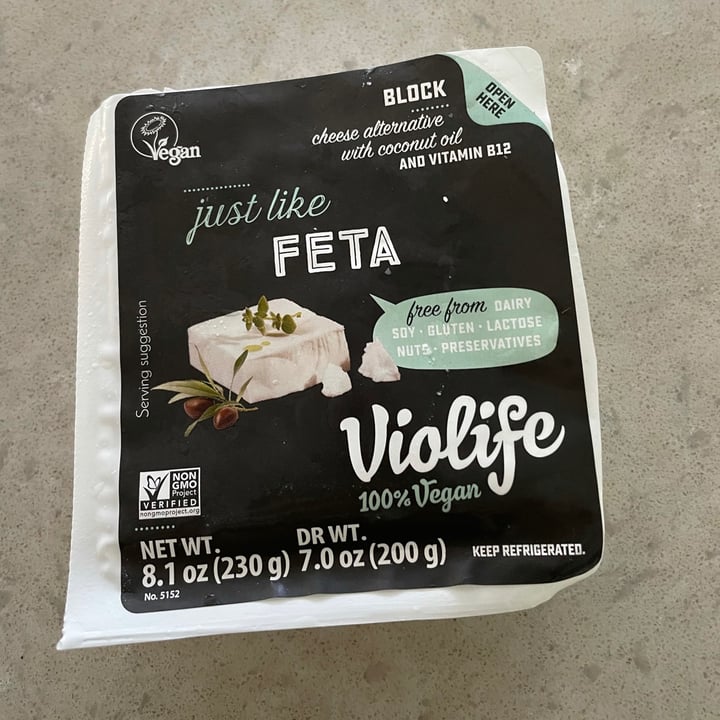 BLOCK
OPEN
HERE
cheese alternative
with coconut oil
AND VITAMIN B12
Vegan
just like
FETA
free from DAIRY
SOY · GLUTEN · LACTOSE
NUTS · PRESERVATIVES
Serving suggestion
Violife
100% Vegan
NON
GMO
Project
VERIFIED
nongmoproject.org
NET WT.
8.1 oz (230 g)
DR WT.
7.0 oz (200 g)
KEEP REFRIGERATED.
No. 5152